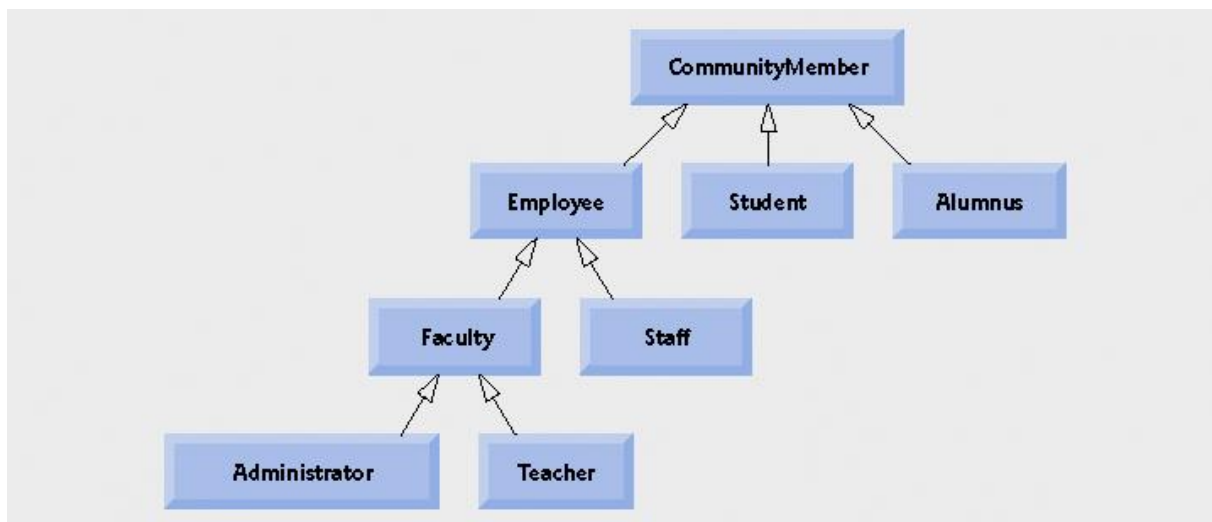 CommunityMember
Employee
Student
Alumnus
Faculty
Staff
Administrator
Teacher